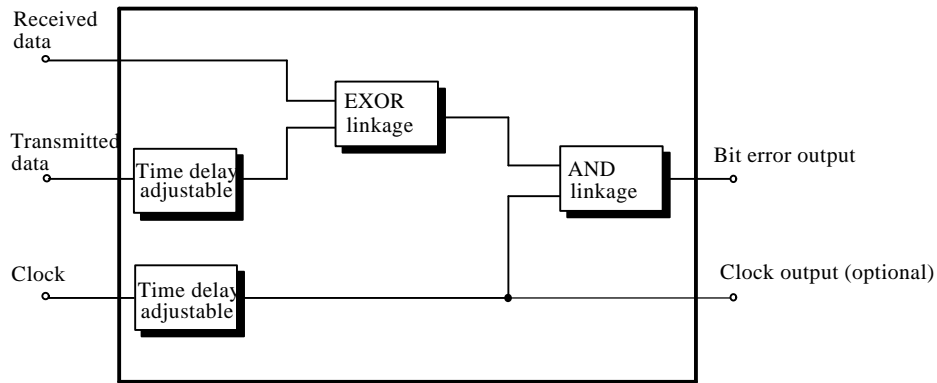 Received
data
EXOR
linkage
Transmitted
data
Time delay
adjustable
AND
linkage
Bit error output
Clock
Time delay
adjustable
Clock output (optional)